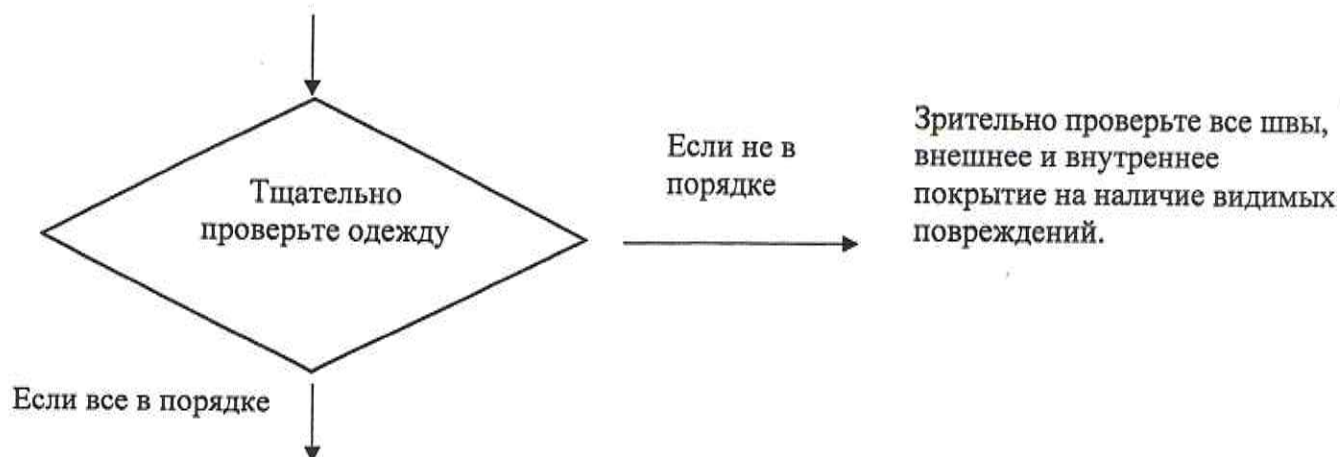 Тщательно
проверьте одежду
Если не в
порядке
Зрительно проверьте все швы,
внешнее и внутреннее
покрытие на наличие видимых
повреждений.
Если все в порядке